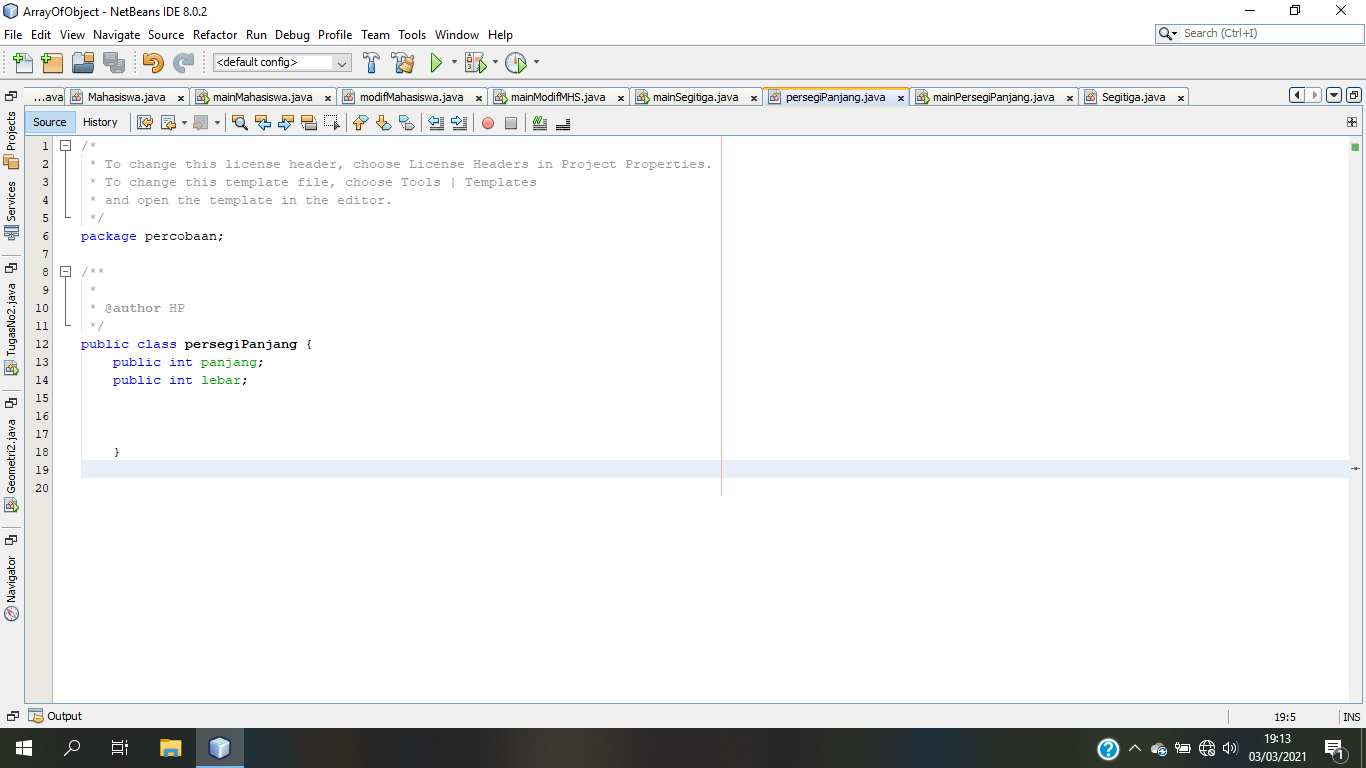 ArrayOfObject - NetBeans IDE 8.0.2
File Edit View Navigate Source Refactor Run Debug Profile Team Tools Window Help
Search (Ctrl+I)
<default config>
...ava Mahasiswa.java mainMahasiswa.java modifMahasiswa.java mainModifMHS.java mainSegitiga.java persegiPanjang.java mainPersegiPanjang.java Segitiga.java
Source History
Projects
Services
TugasNo2.java
Geometri2.java
Navigator
1 /*
2 * To change this license header, choose License Headers in Project Properties.
3 * To change this template file, choose Tools | Templates
4 * and open the template in the editor.
5 */
6 package percobaan;
7
8 /**
9 *
10 * @author HP
11 */
12 public class persegiPanjang {
13 public int panjang;
14 public int lebar;
15
16
17
18 }
19
20
Output
19:5 INS
19:13
03/03/2021
1